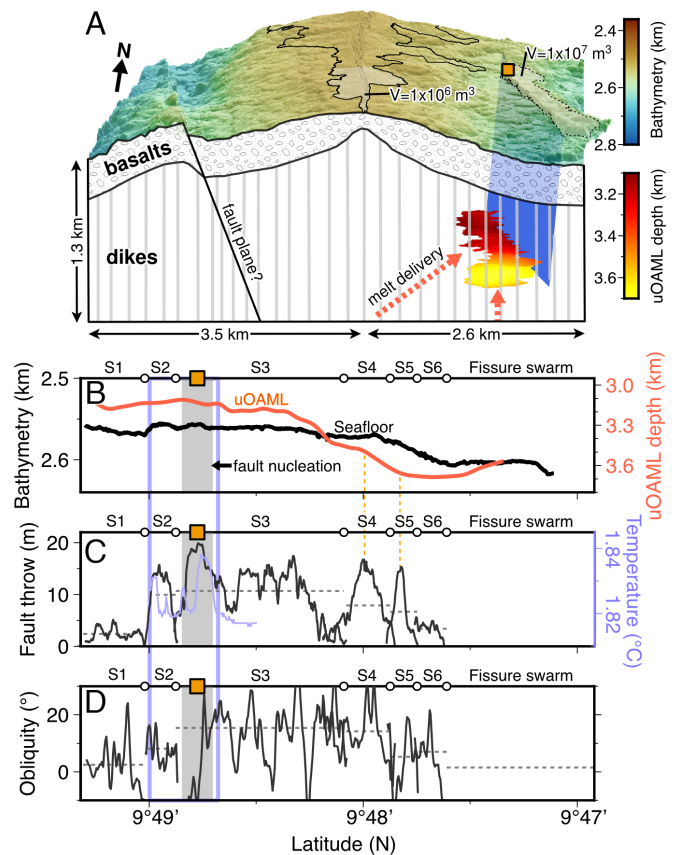 A
N
V=1x10⁷ m³
V=1x10⁶ m³
2.4
2.6
2.8
Bathymetry (km)
3.2
3.4
3.6
uOAML depth (km)
basalts
dikes
1.3 km
fault plane?
melt delivery
3.5 km
2.6 km
S1 S2 S3 S4 S5 S6 Fissure swarm
B
2.5
2.6
Bathymetry (km)
uOAML
Seafloor
fault nucleation
3.0
3.2
3.4
3.6
uOAML depth (km)
S1 S2 S3 S4 S5 S6 Fissure swarm
C
20
10
0
Fault throw (m)
1.84
1.82
Temperature (°C)
S1 S2 S3 S4 S5 S6 Fissure swarm
D
20
0
Obliquity (°)
9°49' 9°48' 9°47'
Latitude (N)